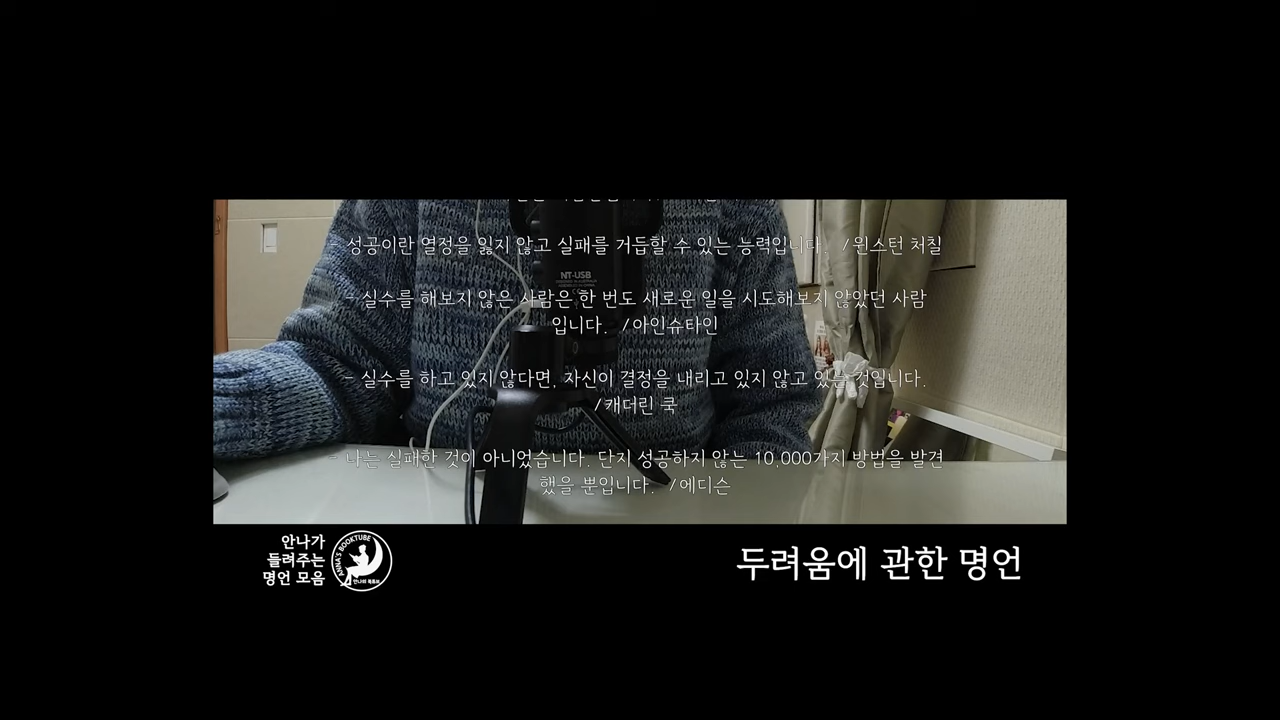 성공이란 열정을 잃지 않고 실패를 거듭할 수 있는 능력입니다. /윈스턴 처칠
NT-USB
- 실수를 해보지 않은 사람은 한 번도 새로운 일을 시도해보지 않았던 사람
입니다. /아인슈타인
- 실수를 하고 있지 않다면, 자신이 결정을 내리고 있지 않고 있는 것입니다.
/캐더린 쿡
- 나는 실패한 것이 아니었습니다. 단지 성공하지 않는 10,000가지 방법을 발견
했을 뿐입니다. /에디슨
안나가
들려주는
명언 모음
ANNA'S BOOKTUBE
두려움에 관한 명언